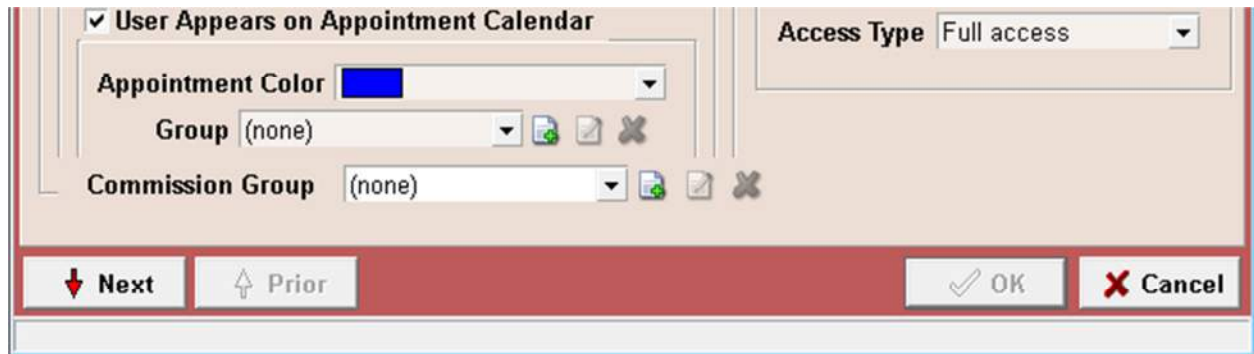 User Appears on Appointment Calendar
Access Type Full access
Appointment Color
Group (none)
Commission Group (none)
Next Prior OK Cancel